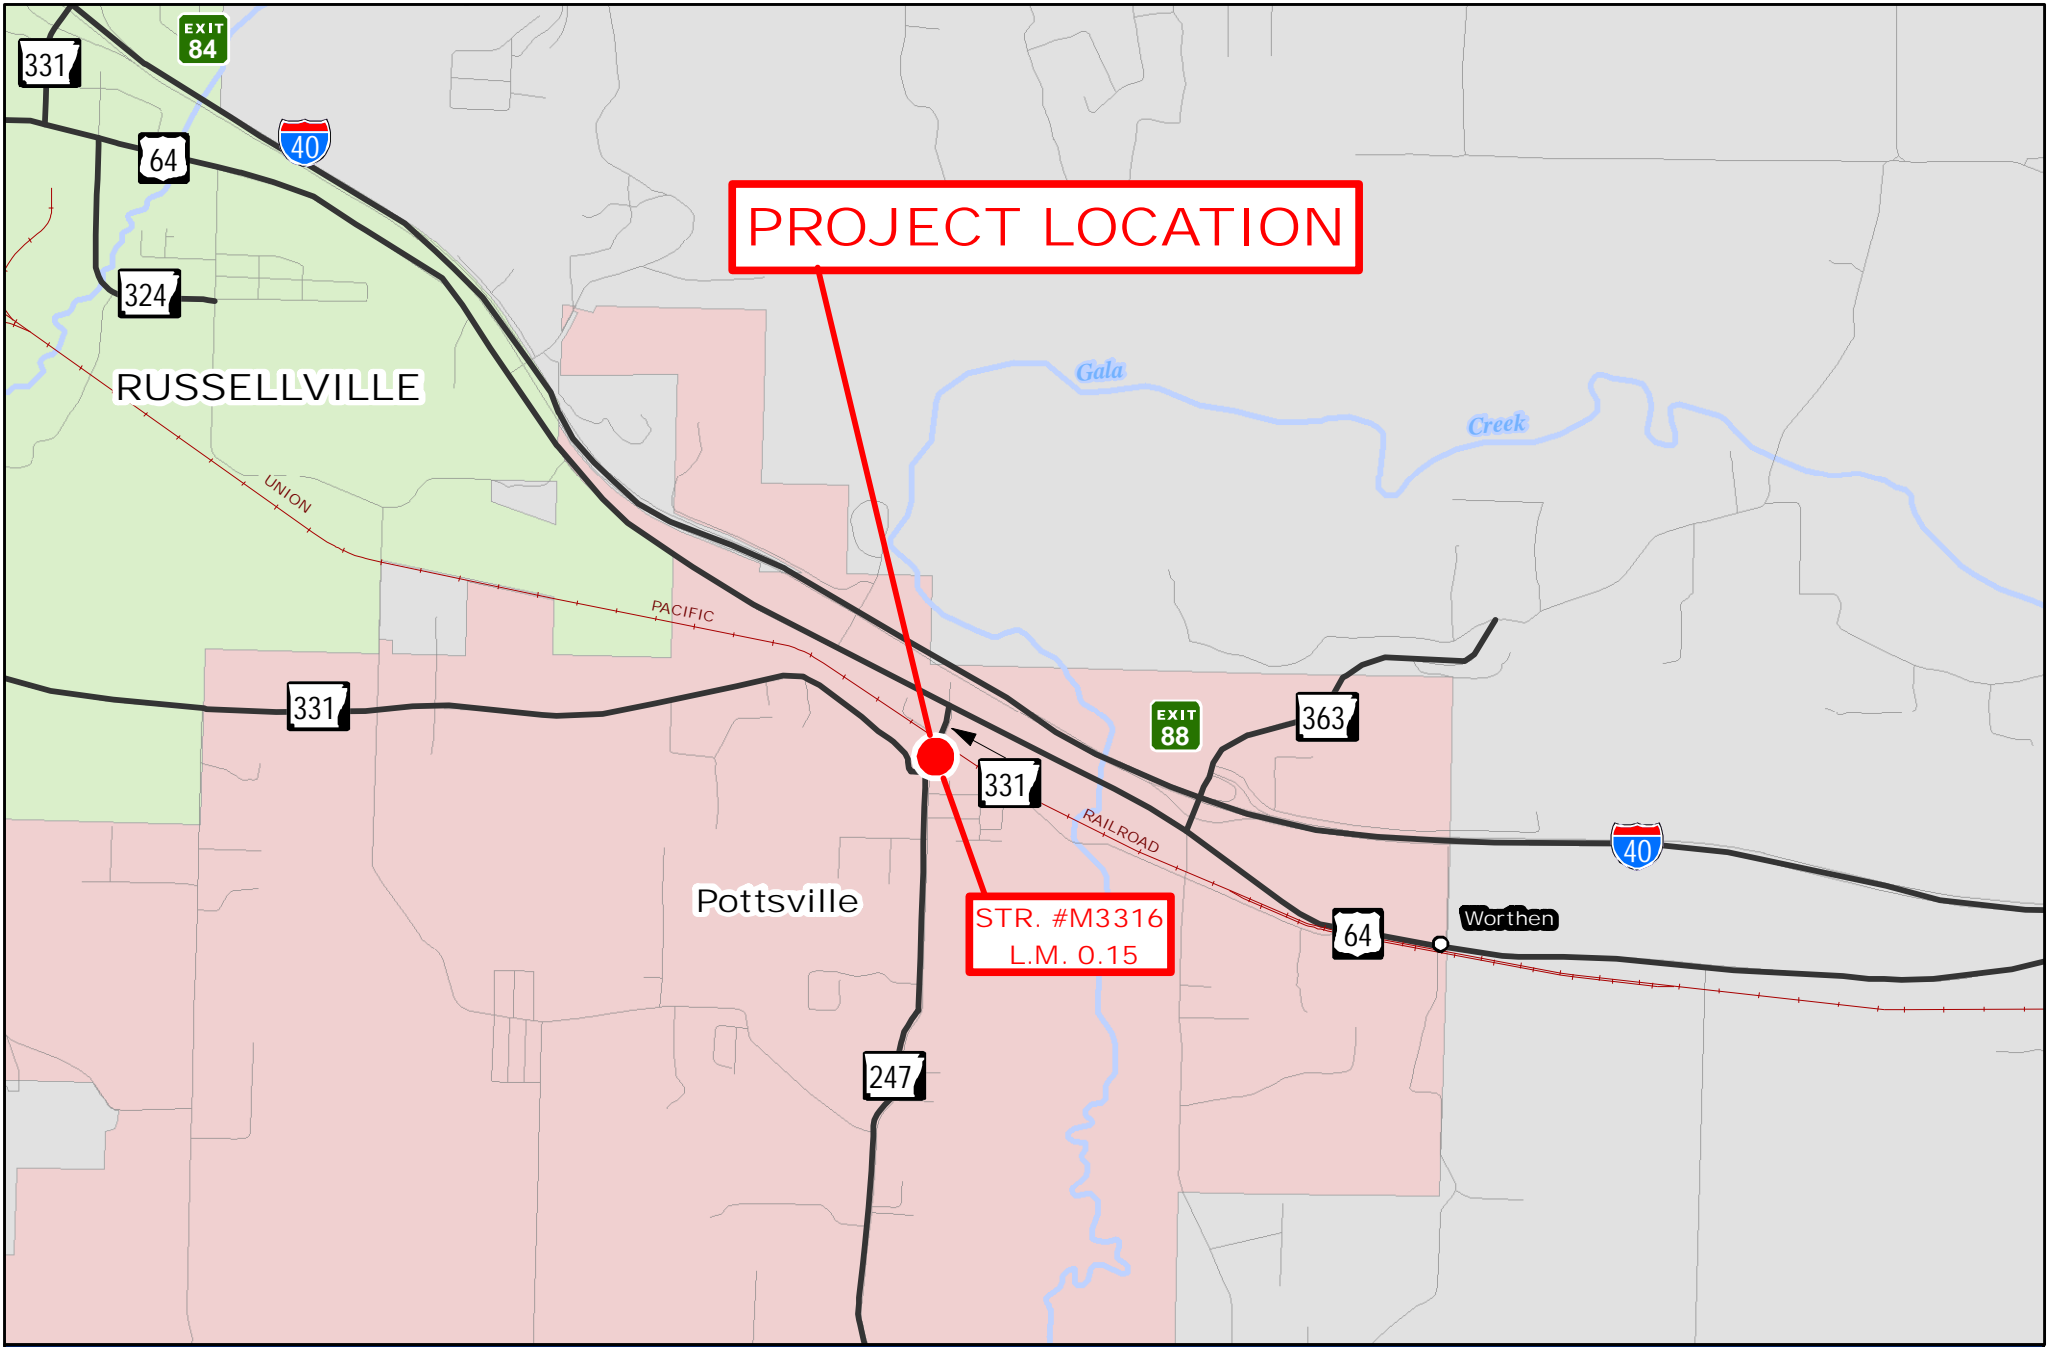 EXIT
84
331
40
64
PROJECT LOCATION
324
Gala
RUSSELLVILLE
Creek
UNION
PACIFIC
331
363
EXIT
88
331
RAILROAD
40
Pottsville
STR. #M3316
L.M. 0.15
64
Worthen
247